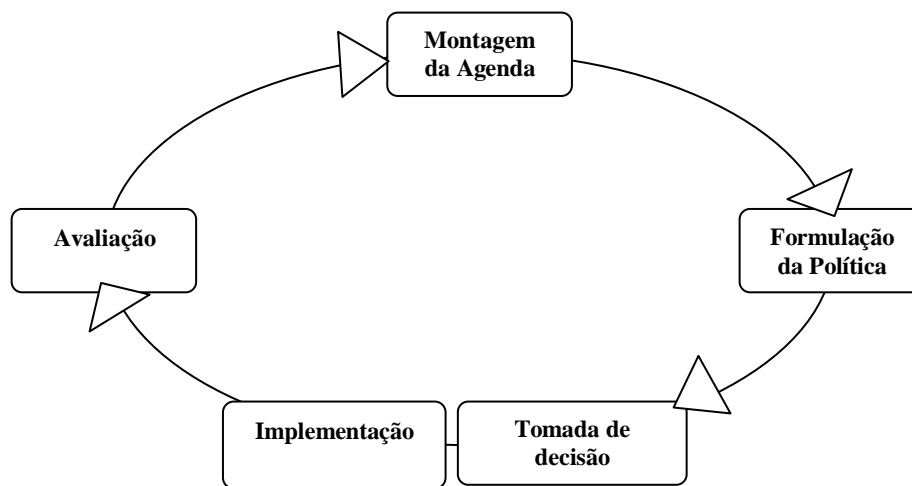 Montagem
da Agenda
Formulação
da Política
Tomada de
decisão
Implementação
Avaliação